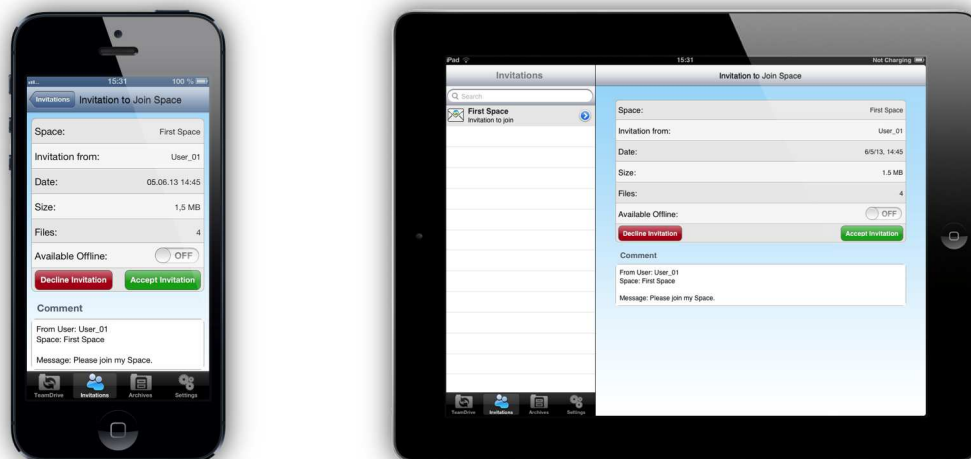 15:31 100 %
Invitations Invitation to Join Space
Space: First Space
Invitation from: User_01
Date: 05.06.13 14:45
Size: 1,5 MB
Files: 4
Available Offline: OFF
Decline Invitation Accept Invitation
Comment
From User: User_01
Space: First Space
Message: Please join my Space.
TeamDrive Invitations Archives Settings
iPad 15:31 Not Charging
Invitations
Search
First Space
Invitation to join
TeamDrive Invitations Archives Settings
Invitation to Join Space
Space: First Space
Invitation from: User_01
Date: 6/5/13, 14:45
Size: 1.5 MB
Files: 4
Available Offline: OFF
Decline Invitation Accept Invitation
Comment
From User: User_01
Space: First Space
Message: Please join my Space.